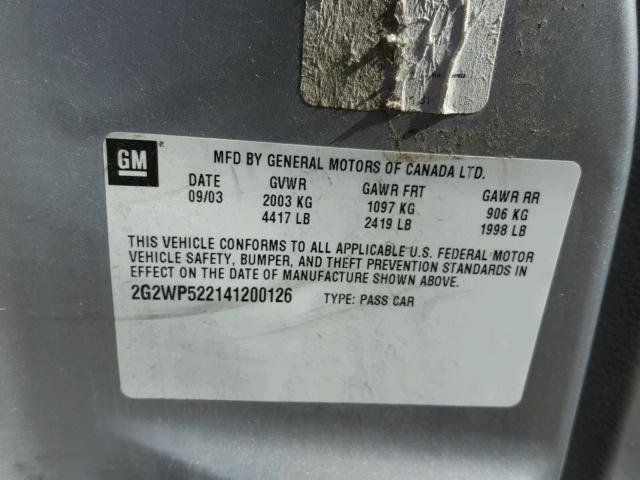 GM
MFD BY GENERAL MOTORS OF CANADA LTD.
DATE GVWR GAWR FRT GAWR RR
09/03 2003 KG 1097 KG 906 KG
4417 LB 2419 LB 1998 LB
THIS VEHICLE CONFORMS TO ALL APPLICABLE U.S. FEDERAL MOTOR
VEHICLE SAFETY, BUMPER, AND THEFT PREVENTION STANDARDS IN
EFFECT ON THE DATE OF MANUFACTURE SHOWN ABOVE.
2G2WP522141200126 TYPE: PASS CAR